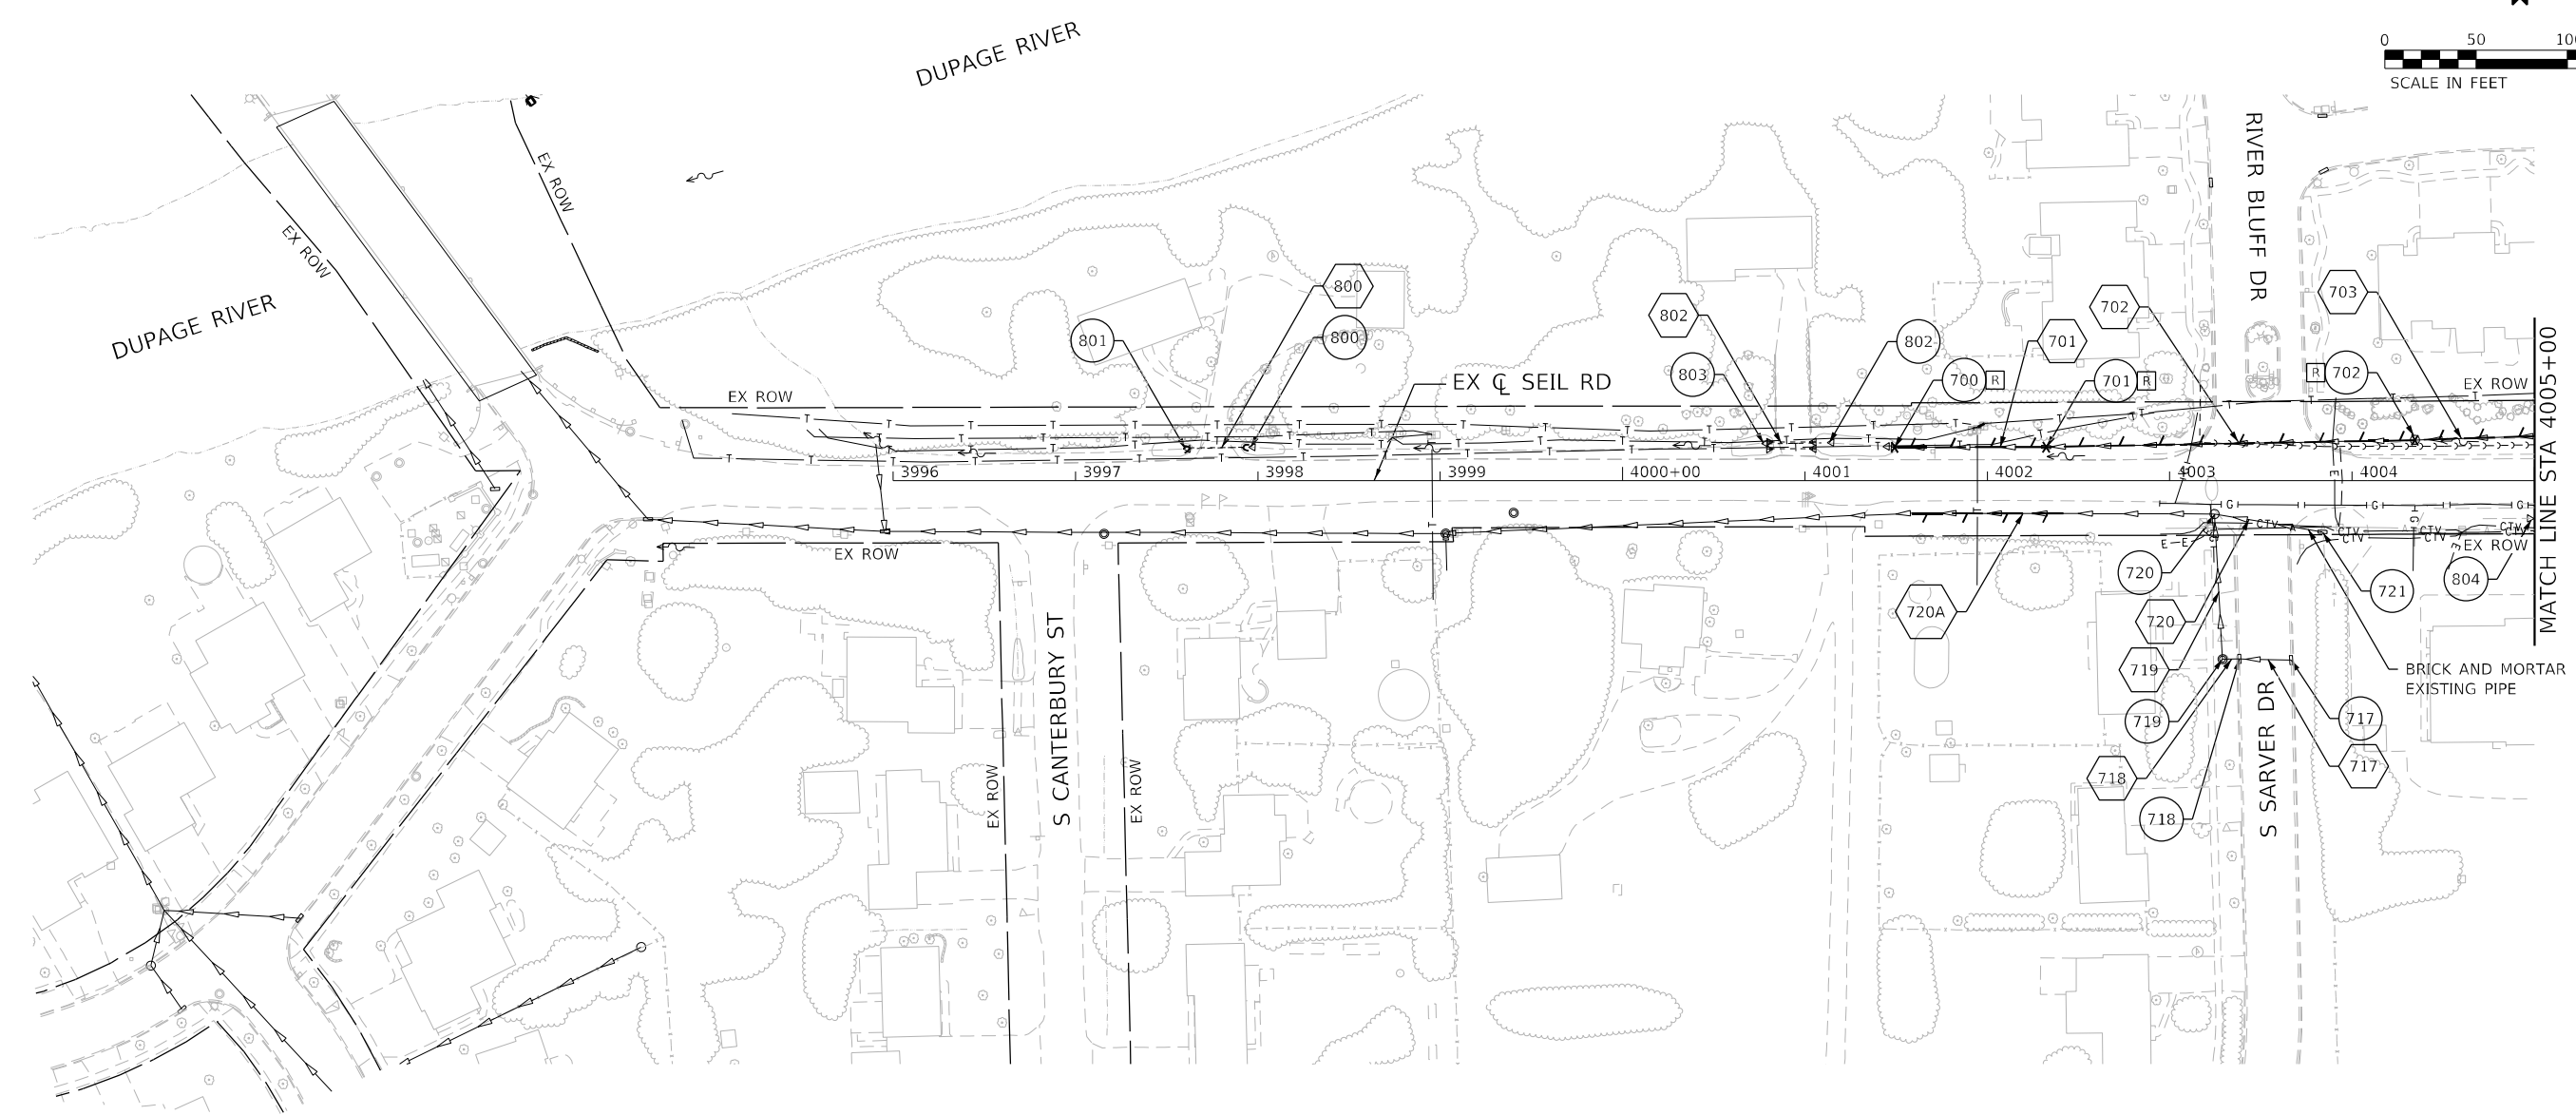 DUPAGE RIVER
0 50
SCALE IN FEET
RIVER BLUFF DR
EX ROW
EX ROW
DUPAGE RIVER
800
801
800
802
803
802
701
702
703
700 R
701 R
R 702
EX ROW
EX ℄ SEIL RD
EX ROW
MATCH LINE STA 4005+00
3996
3997
3998
3999
4000+00
4001
4002
4003
4004
EX ROW
EX ROW
720A
720
720
719
719
718
718
721
804
BRICK AND MORTAR
EXISTING PIPE
717
717
S CANTERBURY ST
EX ROW
EX ROW
S SARVER DR
T T T T T T T T
G G G
CTV CTV CTV CTV
E E